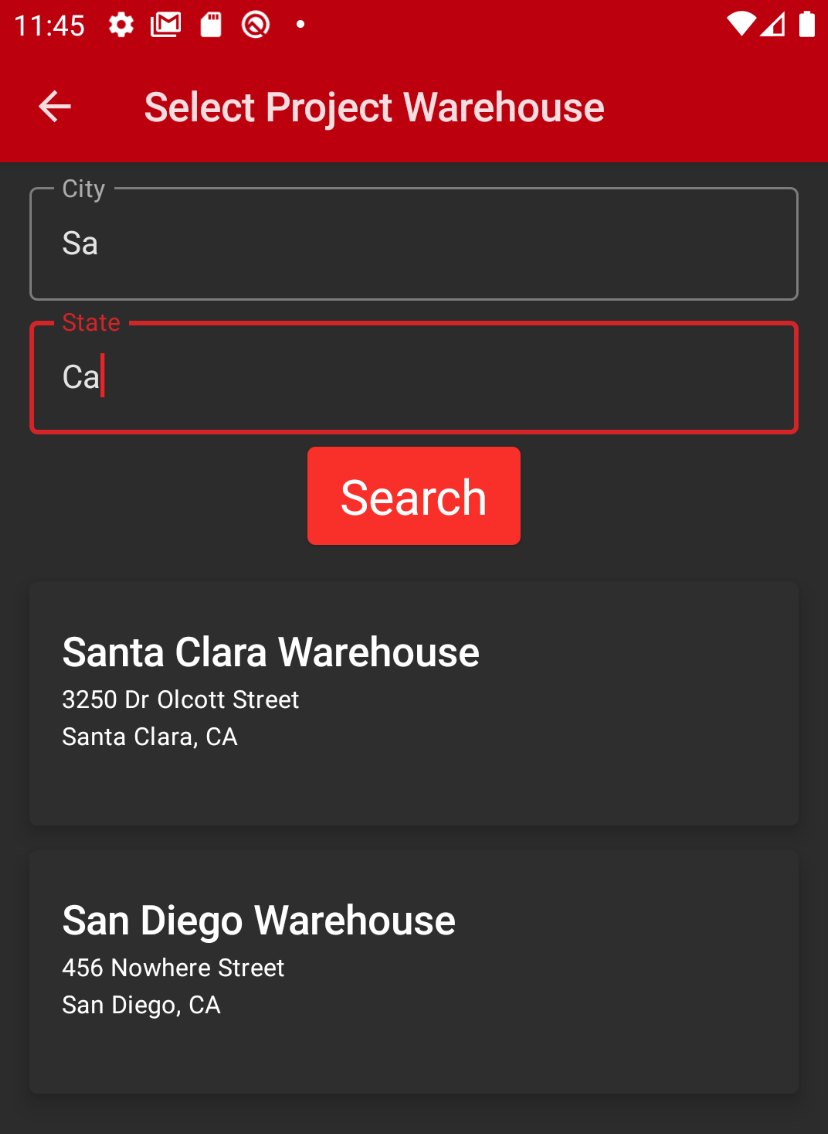 11:45
Select Project Warehouse
City
Sa
State
Ca
Search
Santa Clara Warehouse
3250 Dr Olcott Street
Santa Clara, CA
San Diego Warehouse
456 Nowhere Street
San Diego, CA